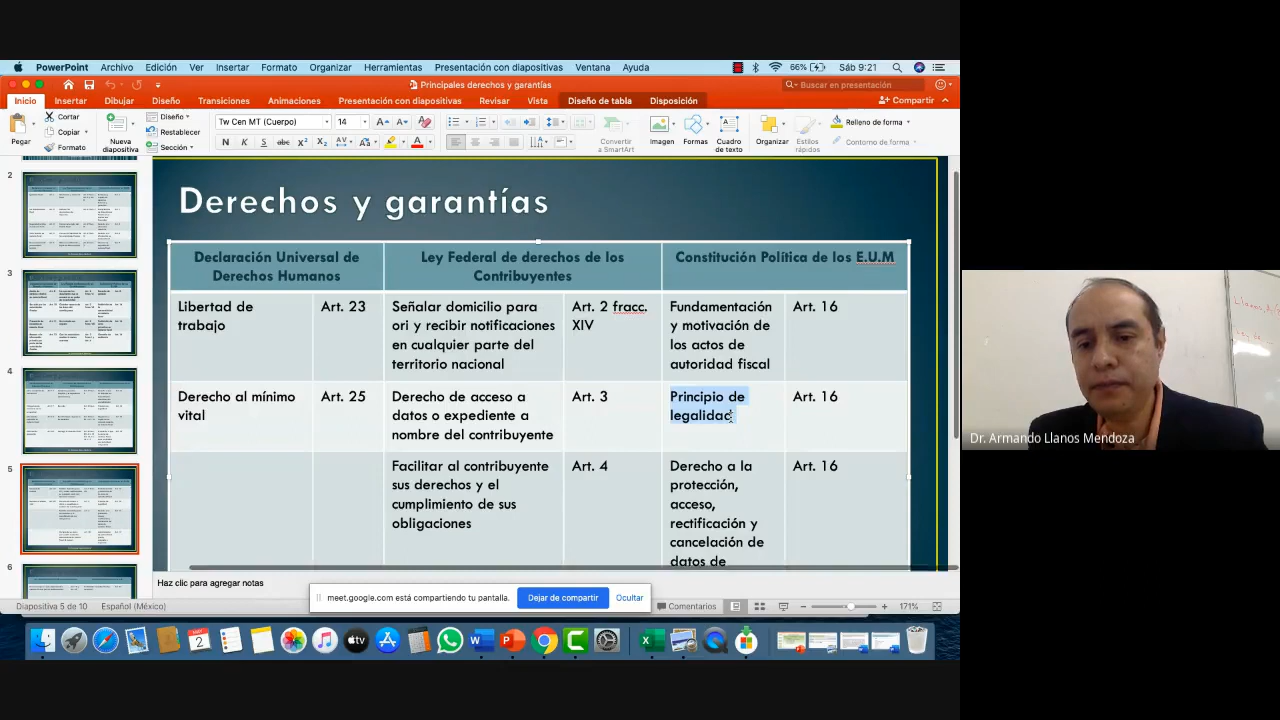 PowerPoint Archivo Edición Ver Insertar Formato Organizar Herramientas Presentación con diapositivas Ventana Ayuda 66% Sáb 9:21
Principales derechos y garantías
Buscar en presentación
Inicio Insertar Dibujar Diseño Transiciones Animaciones Presentación con diapositivas Revisar Vista Diseño de tabla Disposición Compartir
Pegar
Cortar
Copiar
Formato
Nueva diapositiva
Diseño
Restablecer
Sección
Tw Cen MT (Cuerpo) 14
N K S abc X² X₂
Convertir a SmartArt
Imagen
Formas
Cuadro de texto
Organizar
Estilos rápidos
Relleno de forma
Contorno de forma
2
3
4
5
6
Derechos y garantías
Declaración Universal de
Derechos Humanos
Ley Federal de derechos de los
Contribuyentes
Constitución Política de los E.U.M
Libertad de
trabajo
Art. 23
Señalar domicilio para
ori y recibir notificaciones
en cualquier parte del
territorio nacional
Art. 2 fracc.
XIV
Fundamentación
y motivación de
los actos de
autoridad fiscal
Art. 16
Derecho al mínimo
vital
Art. 25
Derecho de acceso a
datos o expediente a
nombre del contribuyente
Art. 3
Principio de
legalidad
Art. 16
Facilitar al contribuyente
sus derechos y el
cumplimiento de sus
obligaciones
Art. 4
Derecho a la
protección,
acceso,
rectificación y
cancelación de
datos de
Art. 16
Haz clic para agregar notas
meet.google.com está compartiendo tu pantalla.
Dejar de compartir
Ocultar
Diapositiva 5 de 10 Español (México) Comentarios 171%
Dr. Armando Llanos Mendoza